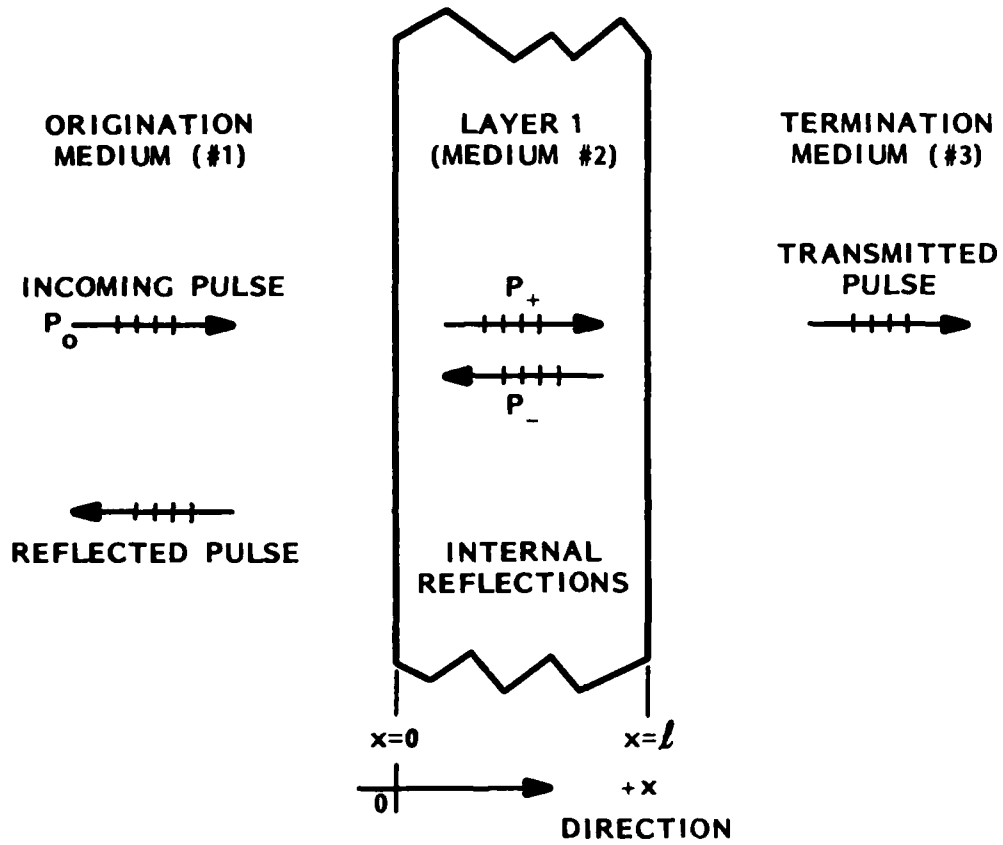 ORIGINATION
MEDIUM (#1)
LAYER 1
(MEDIUM #2)
TERMINATION
MEDIUM (#3)
INCOMING PULSE
P₀
P₊
P₋
TRANSMITTED
PULSE
REFLECTED PULSE
INTERNAL
REFLECTIONS
x=0
x=ℓ
0
+x
DIRECTION